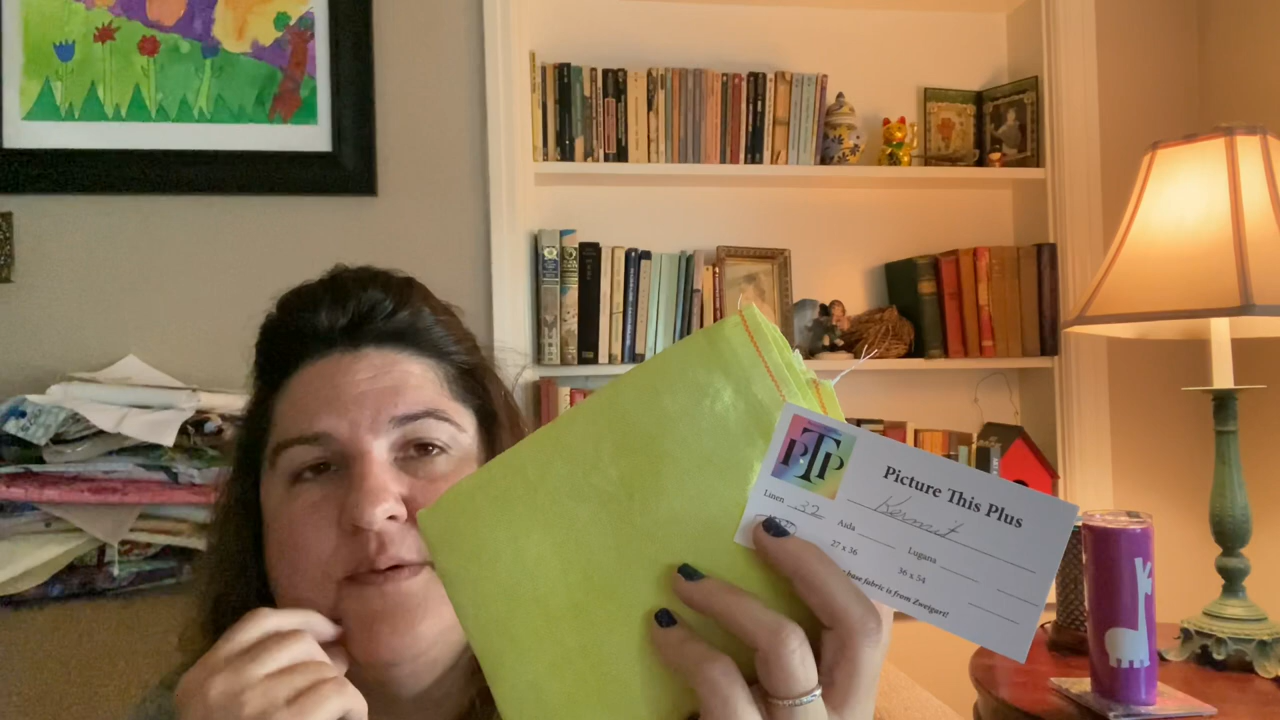 PTP
Picture This Plus
Kermit
Linen 32 Aida Lugana
27 x 36 36 x 54
base fabric is from Zweigart!